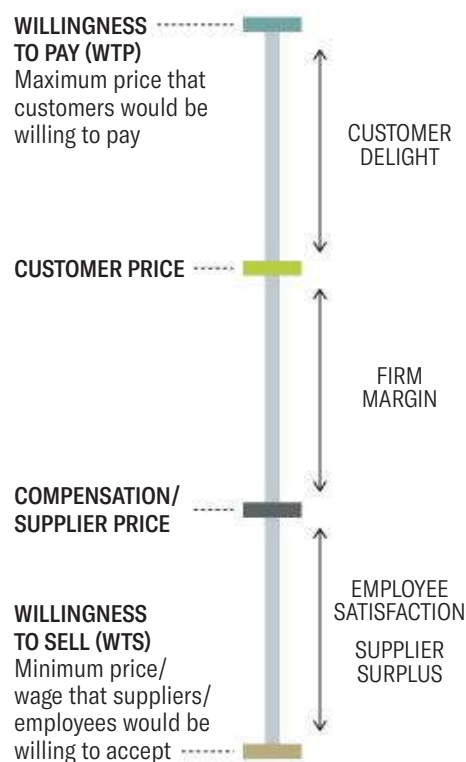 WILLINGNESS
TO PAY (WTP)
Maximum price that
customers would be
willing to pay
CUSTOMER
DELIGHT
CUSTOMER PRICE
FIRM
MARGIN
COMPENSATION/
SUPPLIER PRICE
EMPLOYEE
SATISFACTION
SUPPLIER
SURPLUS
WILLINGNESS
TO SELL (WTS)
Minimum price/
wage that suppliers/
employees would be
willing to accept